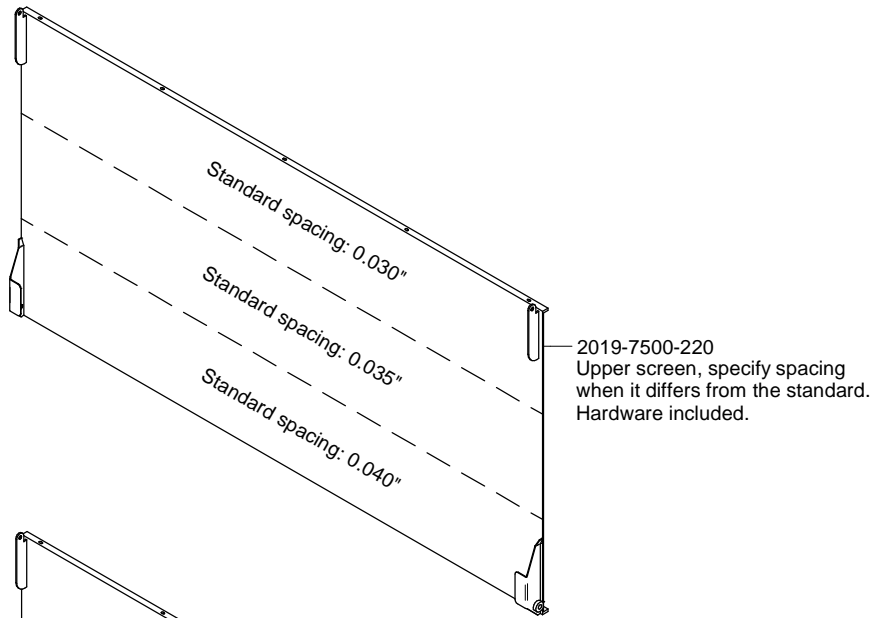 Standard spacing: 0.030"
Standard spacing: 0.035"
Standard spacing: 0.040"
2019-7500-220
Upper screen, specify spacing
when it differs from the standard.
Hardware included.